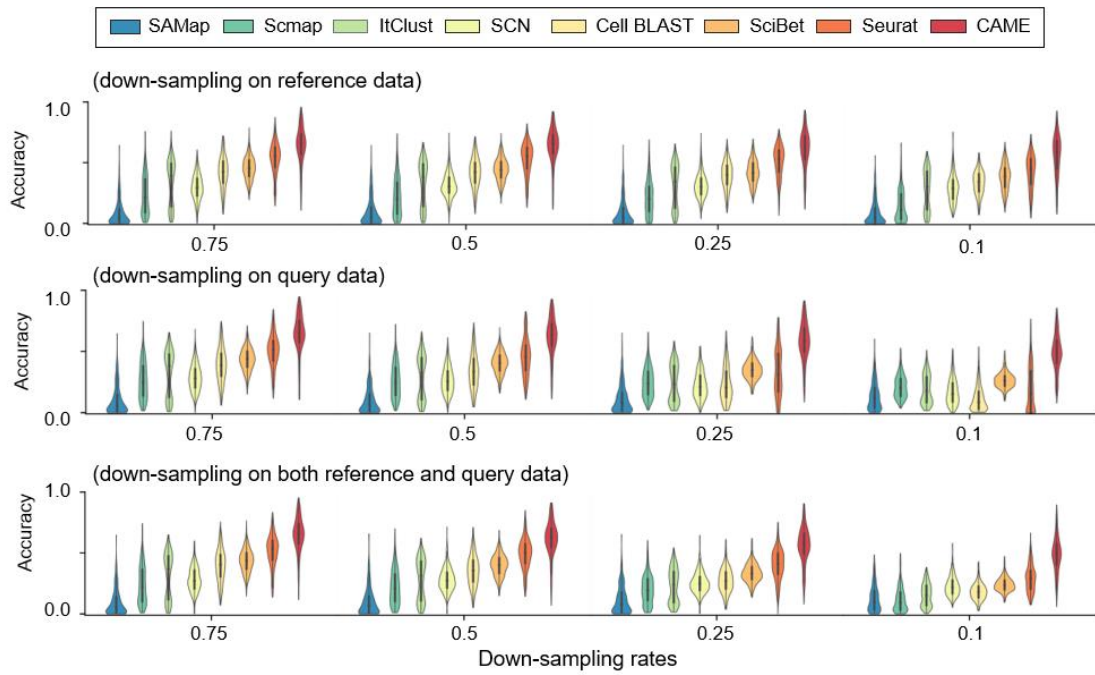 SAMap Scmap ItClust SCN Cell BLAST SciBet Seurat CAME
(down-sampling on reference data)
1.0
Accuracy
0.0
0.75 0.5 0.25 0.1
(down-sampling on query data)
1.0
Accuracy
0.0
0.75 0.5 0.25 0.1
(down-sampling on both reference and query data)
1.0
Accuracy
0.0
0.75 0.5 0.25 0.1
Down-sampling rates